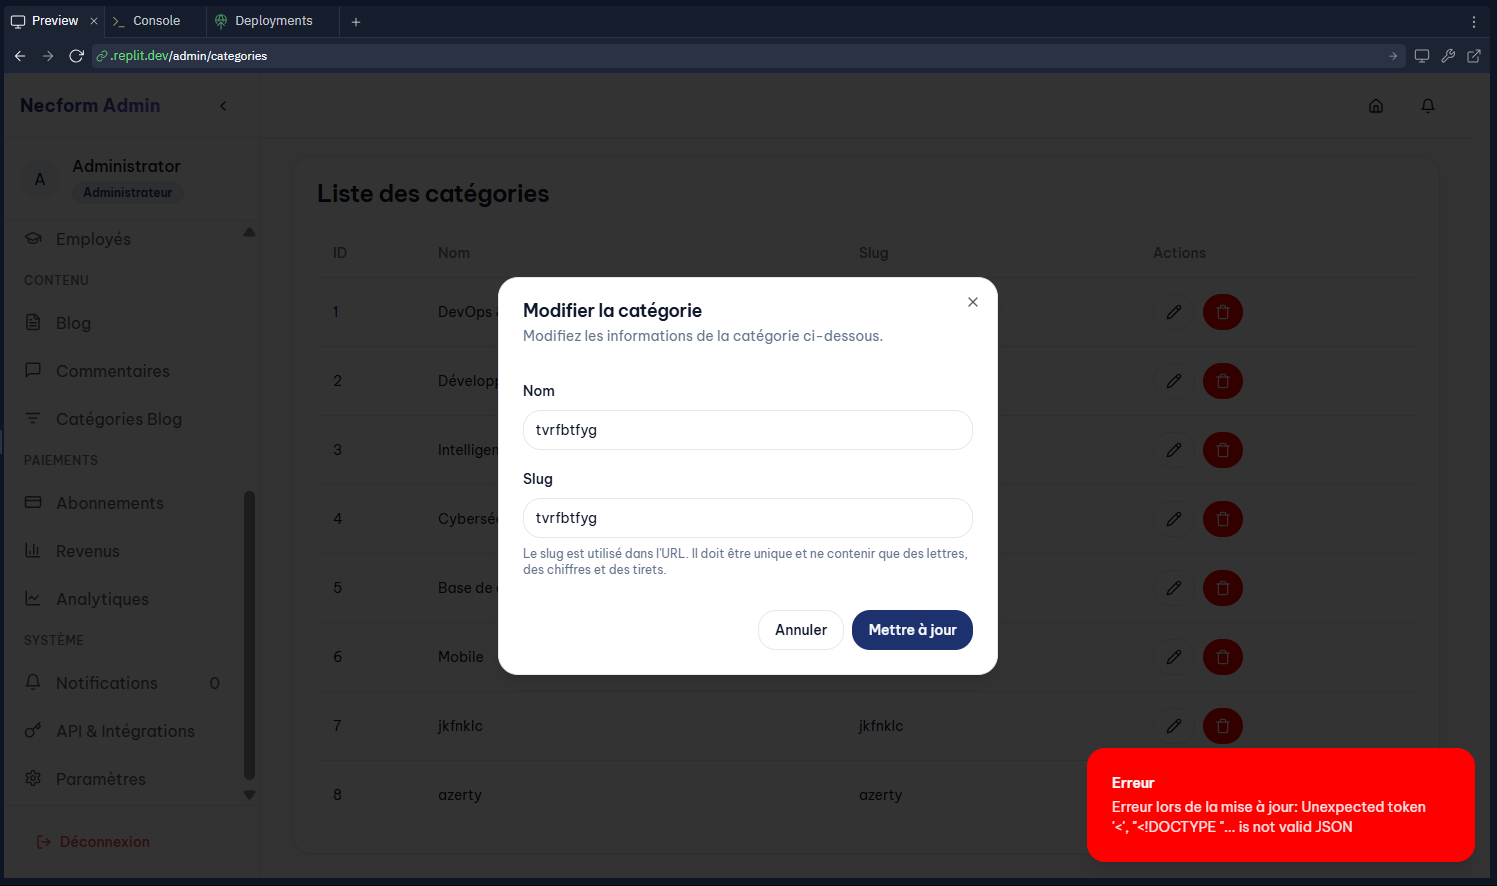 Preview
Console
Deployments
.replit.dev/admin/categories
Necform Admin
A
Administrator
Administrateur
Employés
CONTENU
Blog
Commentaires
Catégories Blog
PAIEMENTS
Abonnements
Revenus
Analytiques
SYSTÈME
Notifications 0
API & Intégrations
Paramètres
Déconnexion
Liste des catégories
ID Nom Slug Actions
1 DevOps
2 Dévelop
3 Intelligen
4 Cybersé
5 Base de
6 Mobile
7 jkfnklc jkfnklc
8 azerty azerty
Modifier la catégorie
Modifiez les informations de la catégorie ci-dessous.
Nom
tvrfbtfyg
Slug
tvrfbtfyg
Le slug est utilisé dans l'URL. Il doit être unique et ne contenir que des lettres,
des chiffres et des tirets.
Annuler Mettre à jour
Erreur
Erreur lors de la mise à jour: Unexpected token
'<', "<!DOCTYPE "... is not valid JSON